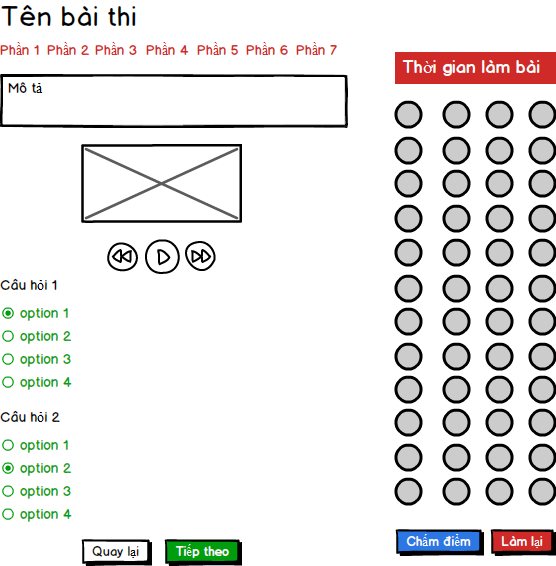 Tên bài thi
Phần 1 Phần 2 Phần 3 Phần 4 Phần 5 Phần 6 Phần 7
Mô tả
Câu hỏi 1
option 1
option 2
option 3
option 4
Câu hỏi 2
option 1
option 2
option 3
option 4
Quay lại Tiếp theo
Thời gian làm bài
Chấm điểm Làm lại